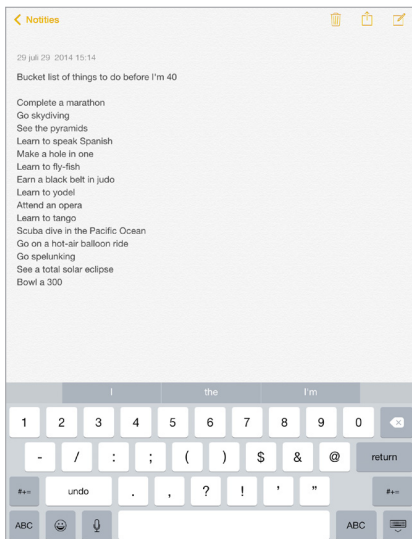 Notities
29 juli 29 2014 15:14
Bucket list of things to do before I'm 40
Complete a marathon
Go skydiving
See the pyramids
Learn to speak Spanish
Make a hole in one
Learn to fly-fish
Earn a black belt in judo
Learn to yodel
Attend an opera
Learn to tango
Scuba dive in the Pacific Ocean
Go on a hot-air balloon ride
Go spelunking
See a total solar eclipse
Bowl a 300
I the I'm
1 2 3 4 5 6 7 8 9 0
- / : ; ( ) $ & @ return
#+= undo . , ? ! ' " #+=
ABC ABC